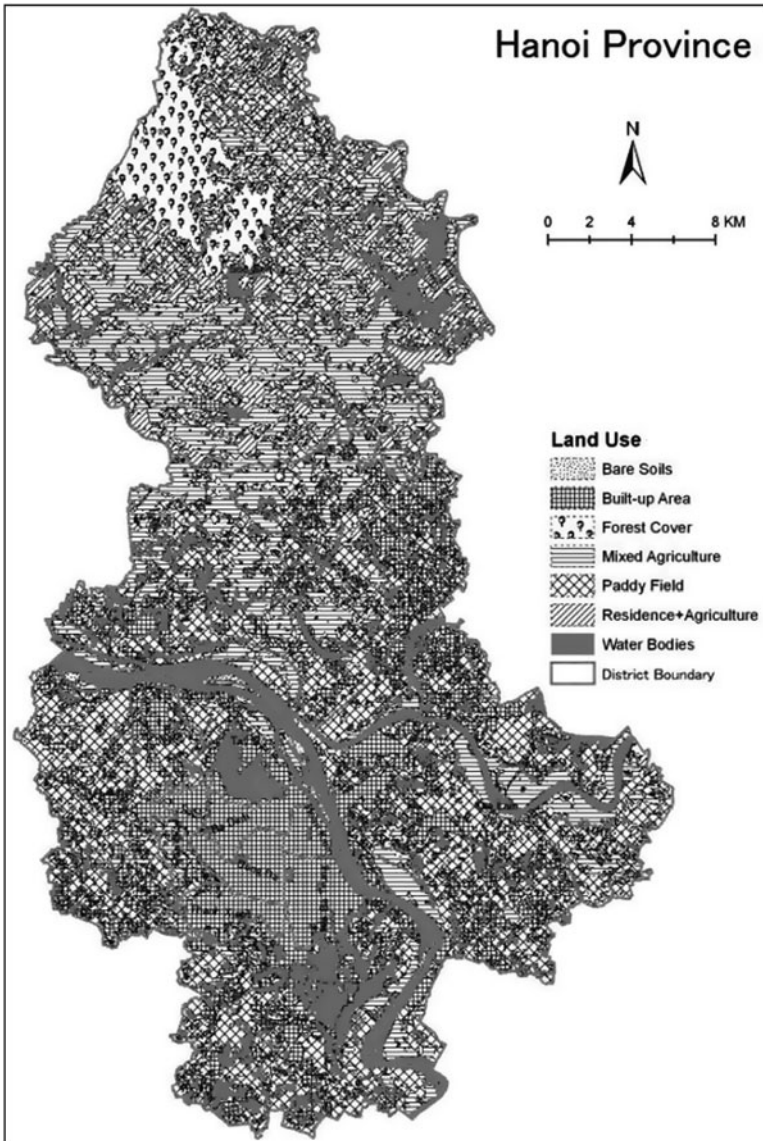 Hanoi Province
N
0 2 4 8 KM
Land Use
Bare Soils
Built-up Area
Forest Cover
Mixed Agriculture
Paddy Field
Residence+Agriculture
Water Bodies
District Boundary